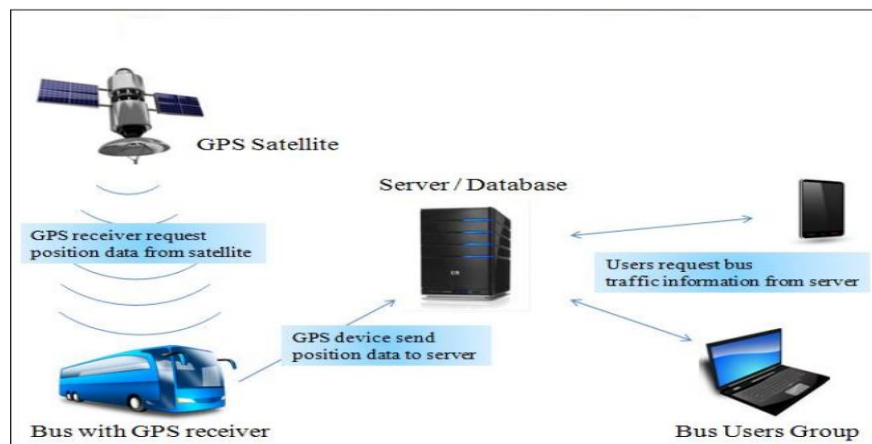 GPS Satellite
Server / Database
GPS receiver request
position data from satellite
Users request bus
traffic information from server
GPS device send
position data to server
Bus with GPS receiver
Bus Users Group